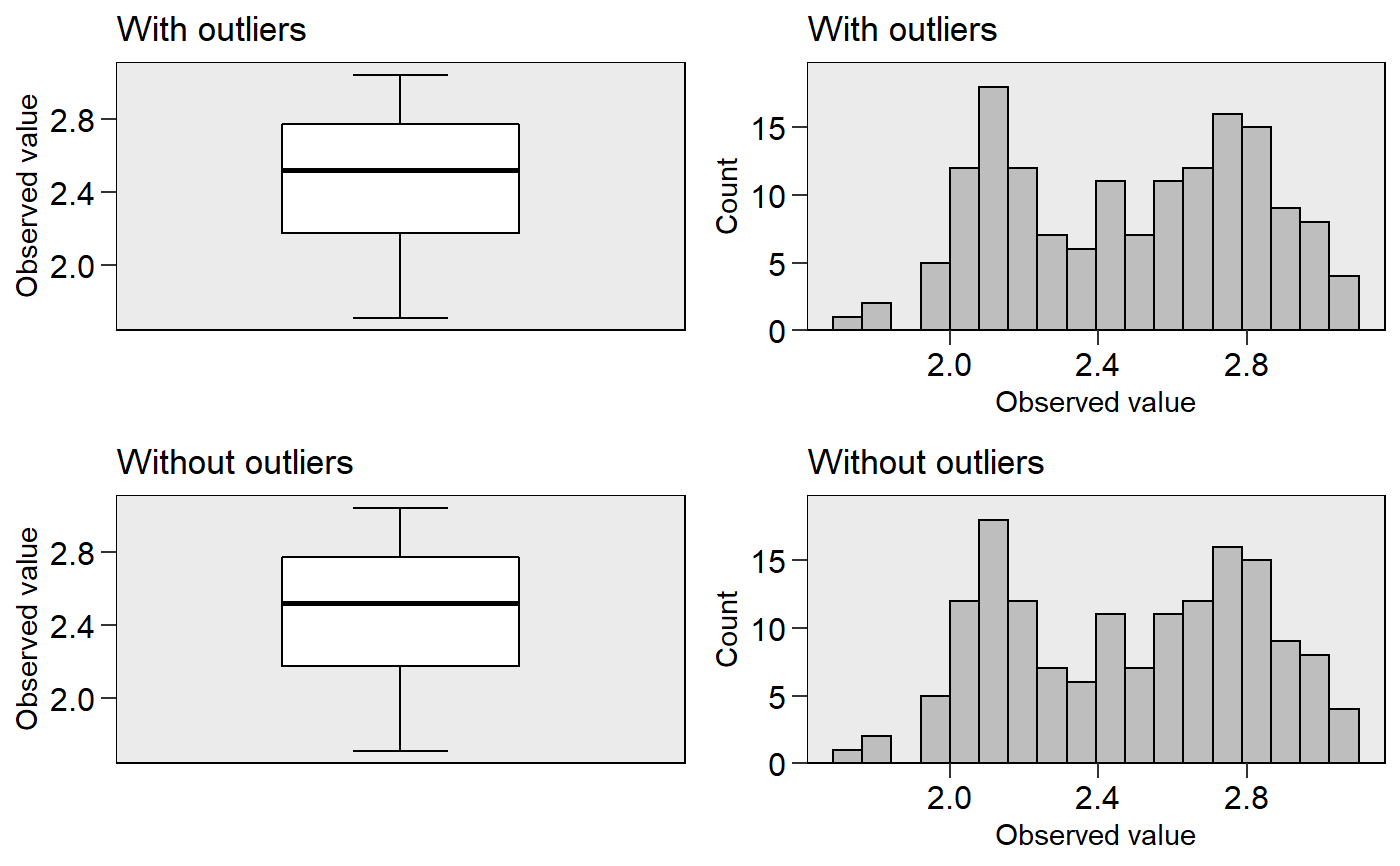 With outliers
Observed value
2.8
2.4
2.0
With outliers
Count
15
10
5
0
2.0 2.4 2.8
Observed value
Without outliers
Observed value
2.8
2.4
2.0
Without outliers
Count
15
10
5
0
2.0 2.4 2.8
Observed value